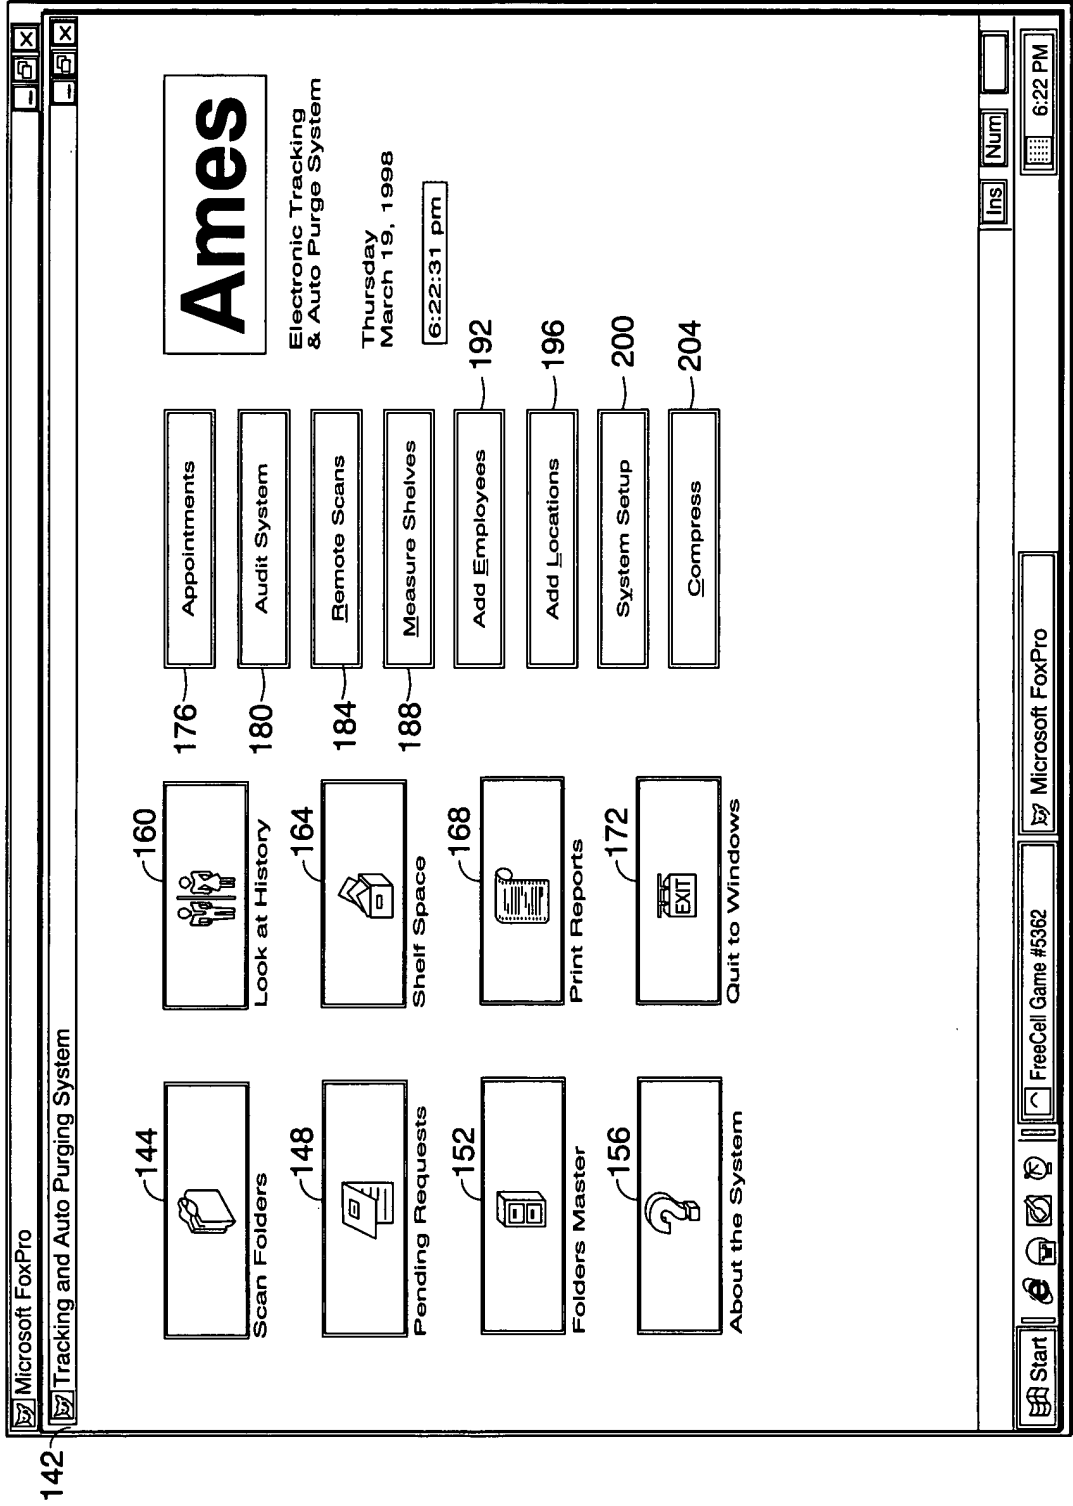 Microsoft FoxPro
142
Tracking and Auto Purging System
144
Scan Folders
148
Pending Requests
152
Folders Master
156
About the System
160
Look at History
164
Shelf Space
168
Print Reports
172
EXIT
Quit to Windows
176
Appointments
180
Audit System
184
Remote Scans
188
Measure Shelves
Add Employees
192
Add Locations
196
System Setup
200
Compress
204
Ames
Electronic Tracking
& Auto Purge System
Thursday
March 19, 1998
6:22:31 pm
Ins
Num
Start
FreeCell Game #5362
Microsoft FoxPro
6:22 PM